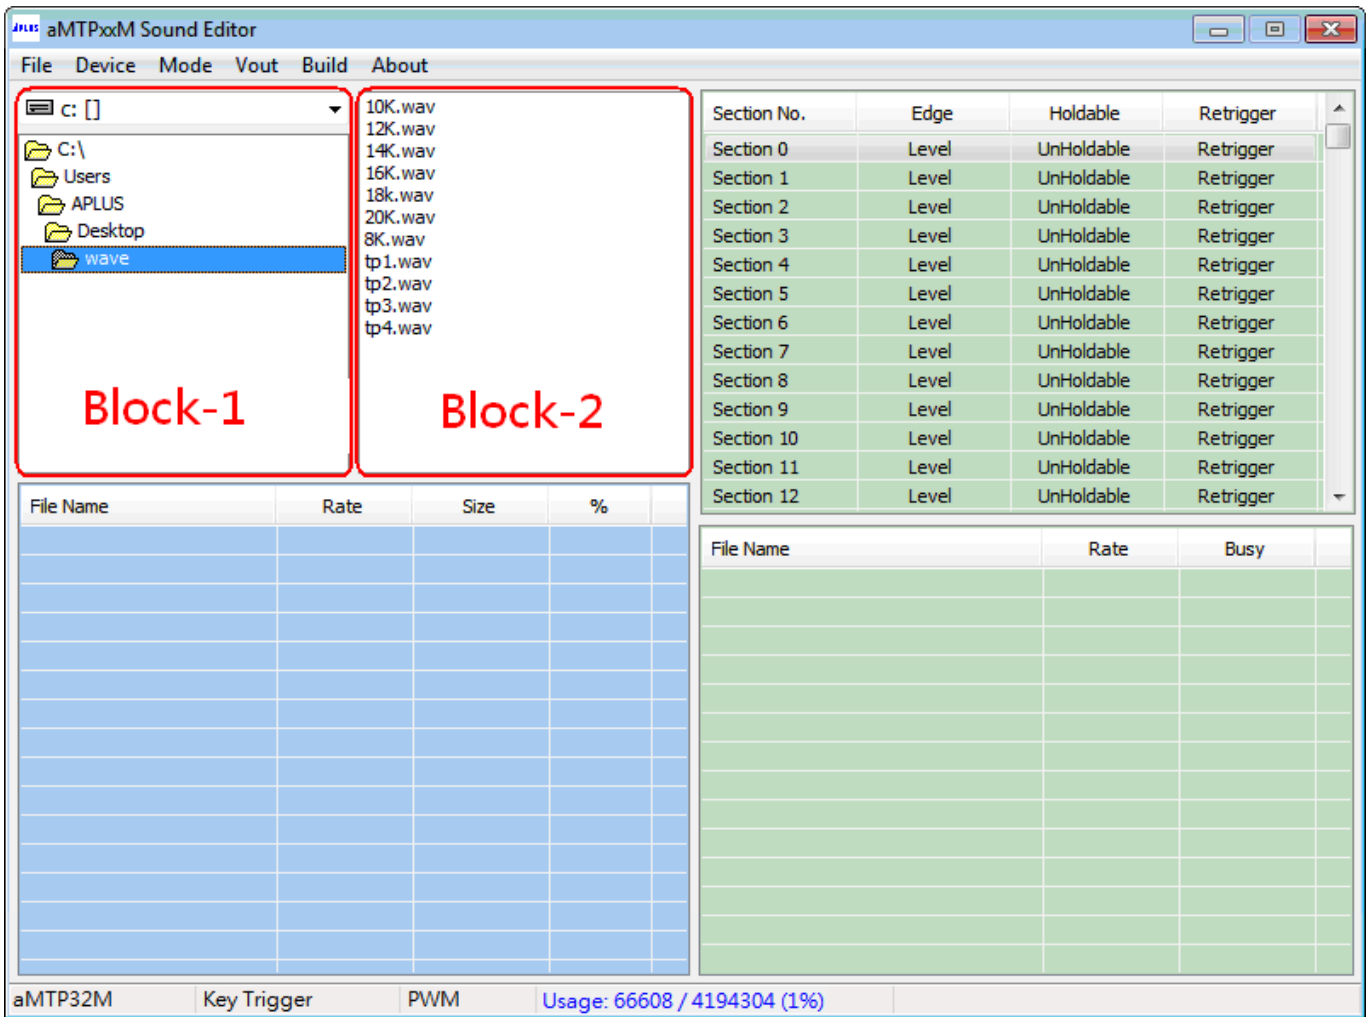 APLUS aMTPxxM Sound Editor
File Device Mode Vout Build About
c: []
C:\
Users
APLUS
Desktop
wave
Block-1
10K.wav
12K.wav
14K.wav
16K.wav
18k.wav
20K.wav
8K.wav
tp1.wav
tp2.wav
tp3.wav
tp4.wav
Block-2
Section No. Edge Holdable Retrigger
Section 0 Level UnHoldable Retrigger
Section 1 Level UnHoldable Retrigger
Section 2 Level UnHoldable Retrigger
Section 3 Level UnHoldable Retrigger
Section 4 Level UnHoldable Retrigger
Section 5 Level UnHoldable Retrigger
Section 6 Level UnHoldable Retrigger
Section 7 Level UnHoldable Retrigger
Section 8 Level UnHoldable Retrigger
Section 9 Level UnHoldable Retrigger
Section 10 Level UnHoldable Retrigger
Section 11 Level UnHoldable Retrigger
Section 12 Level UnHoldable Retrigger
File Name Rate Size %
File Name Rate Busy
aMTP32M Key Trigger PWM Usage: 66608 / 4194304 (1%)